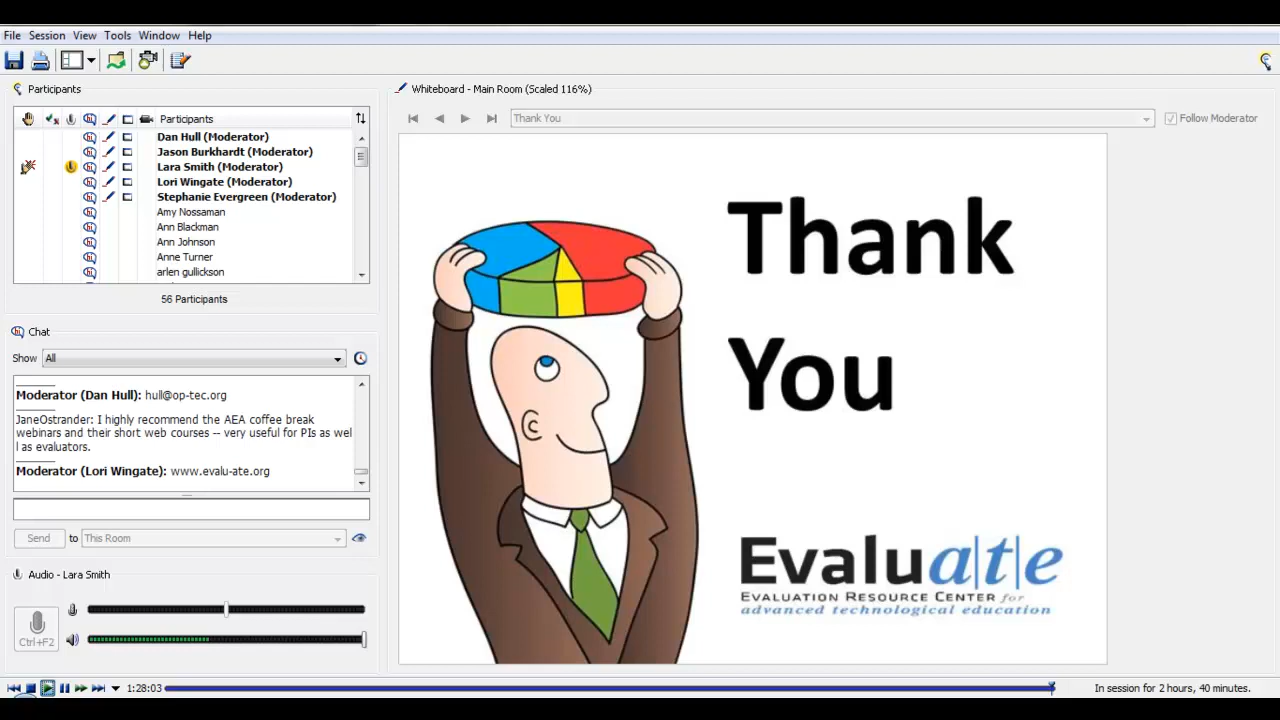 File Session View Tools Window Help
Participants
Participants
Dan Hull (Moderator)
Jason Burkhardt (Moderator)
Lara Smith (Moderator)
Lori Wingate (Moderator)
Stephanie Evergreen (Moderator)
Amy Nossaman
Ann Blackman
Ann Johnson
Anne Turner
arlen gullickson
56 Participants
Chat
Show All
Moderator (Dan Hull): hull@op-tec.org
JaneOstrander: I highly recommend the AEA coffee break
webinars and their short web courses -- very useful for PIs as wel
l as evaluators.
Moderator (Lori Wingate): www.evalu-ate.org
Send to This Room
Audio - Lara Smith
Ctrl+F2
Whiteboard - Main Room (Scaled 116%)
Thank You Follow Moderator
Thank
You
Evalua|t|e
EVALUATION RESOURCE CENTER for
advanced technological education
1:28:03 In session for 2 hours, 40 minutes.